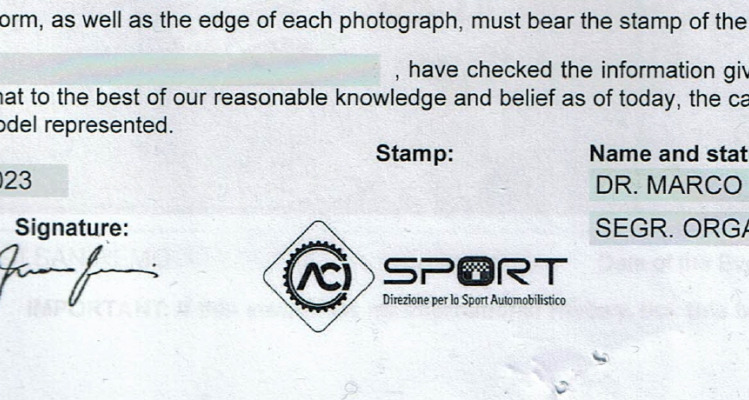 orm, as well as the edge of each photograph, must bear the stamp of the
, have checked the information giv
hat to the best of our reasonable knowledge and belief as of today, the ca
odel represented.
Stamp: Name and stat
023 DR. MARCO
Signature: SEGR. ORGA
ACI SPORT
Direzione per lo Sport Automobilistico
IMPORTANT: